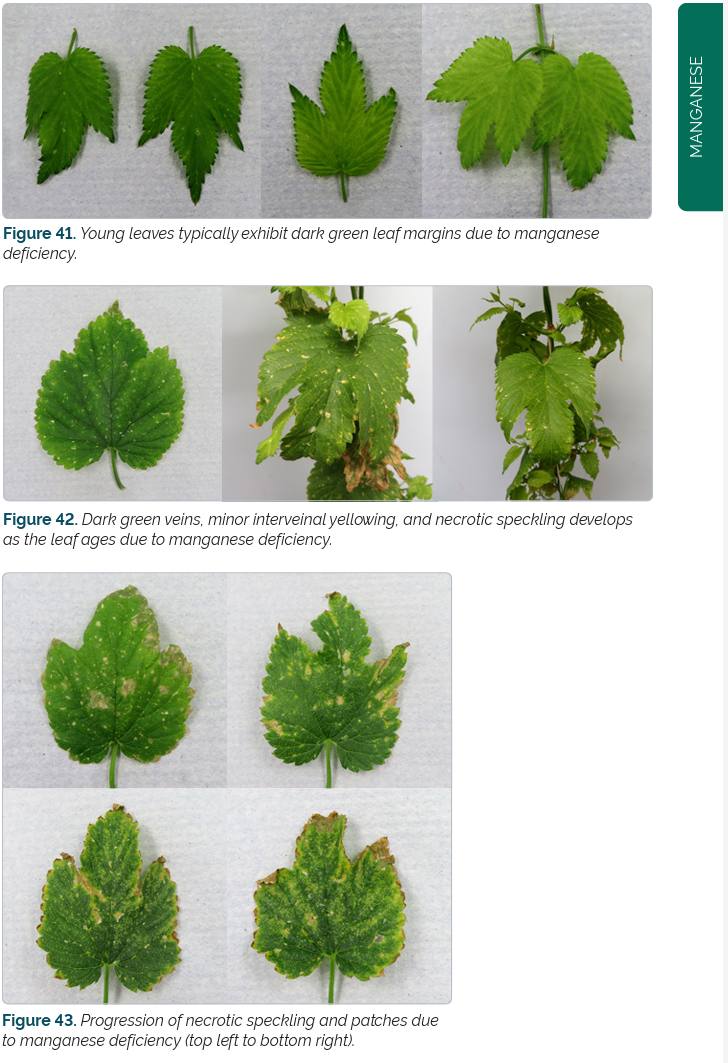 MANGANESE
Figure 41. Young leaves typically exhibit dark green leaf margins due to manganese
deficiency.
Figure 42. Dark green veins, minor interveinal yellowing, and necrotic speckling develops
as the leaf ages due to manganese deficiency.
Figure 43. Progression of necrotic speckling and patches due
to manganese deficiency (top left to bottom right).